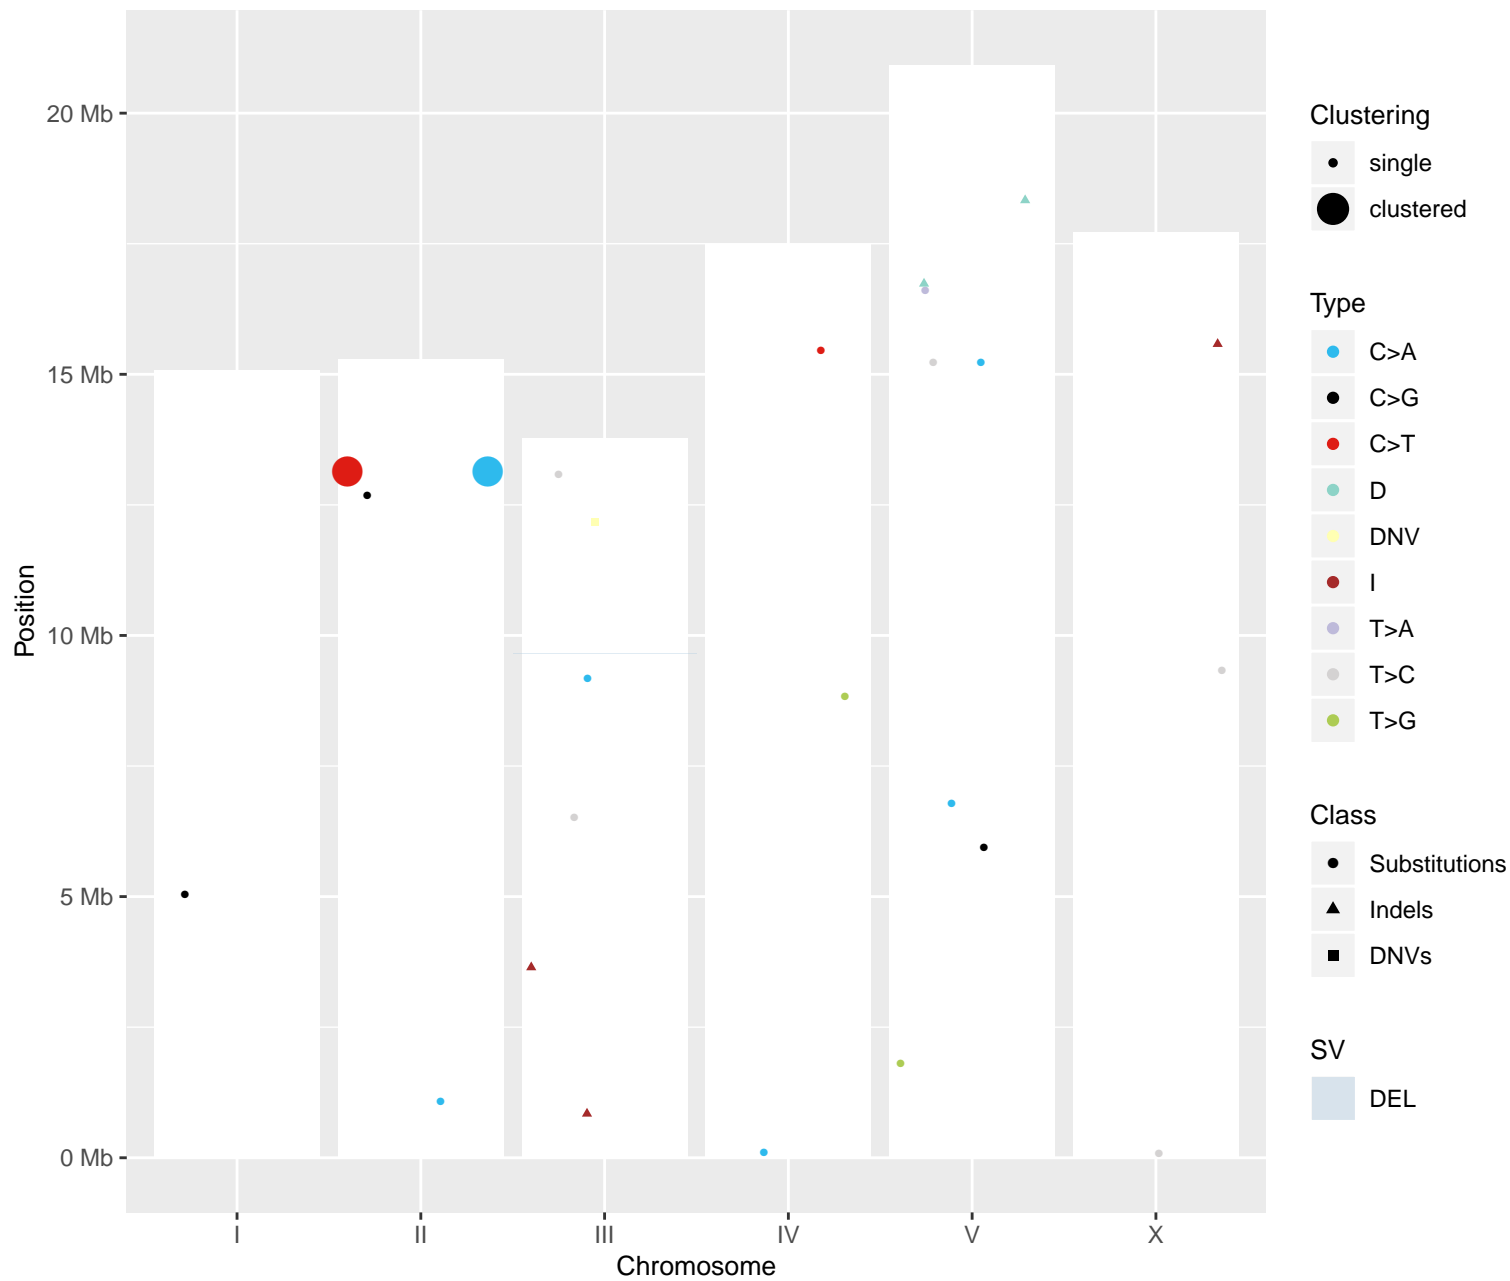 20 Mb
15 Mb
10 Mb
5 Mb
0 Mb
Position
I
II
III
IV
V
X
Chromosome
Clustering
single
clustered
Type
C>A
C>G
C>T
D
DNV
I
T>A
T>C
T>G
Class
Substitutions
Indels
DNVs
SV
DEL